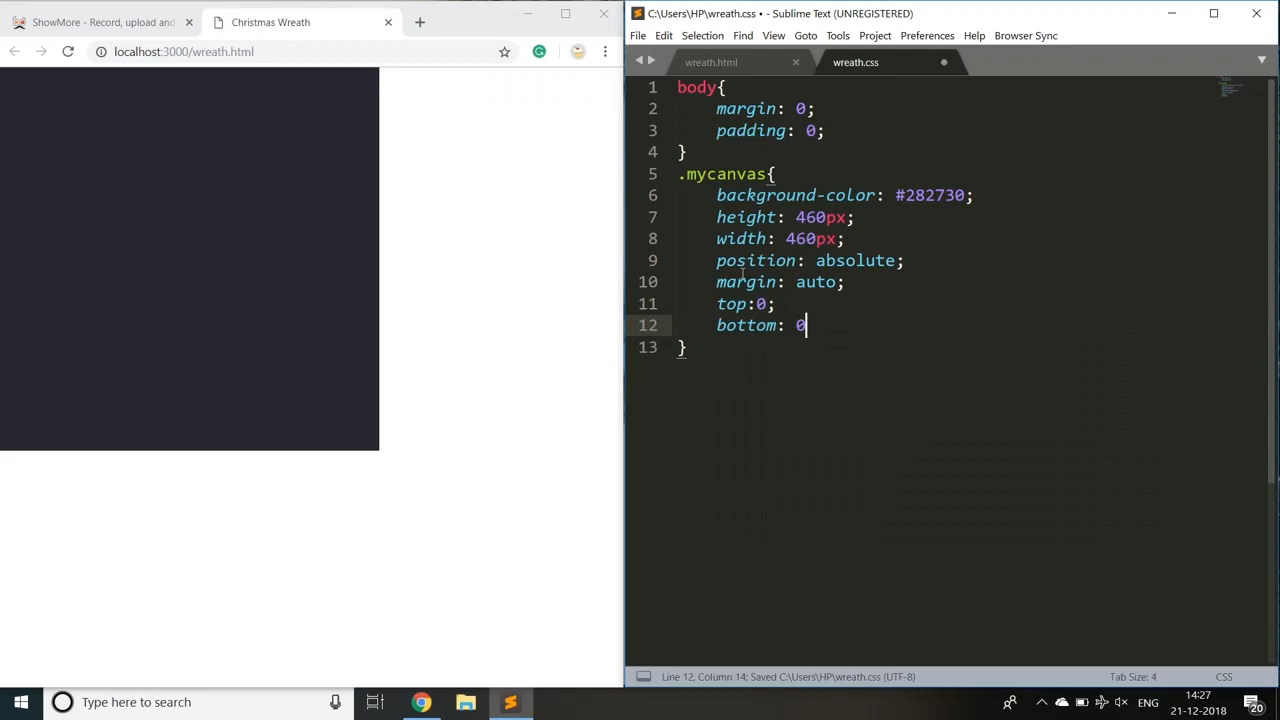 ShowMore - Record, upload and
Christmas Wreath
localhost:3000/wreath.html
C:\Users\HP\wreath.css • - Sublime Text (UNREGISTERED)
File Edit Selection Find View Goto Tools Project Preferences Help Browser Sync
wreath.html
wreath.css
1 body{
2 margin: 0;
3 padding: 0;
4 }
5 .mycanvas{
6 background-color: #282730;
7 height: 460px;
8 width: 460px;
9 position: absolute;
10 margin: auto;
11 top:0;
12 bottom: 0
13 }
Line 12, Column 14; Saved C:\Users\HP\wreath.css (UTF-8) Tab Size: 4 CSS
Type here to search
ENG
14:27
21-12-2018
20